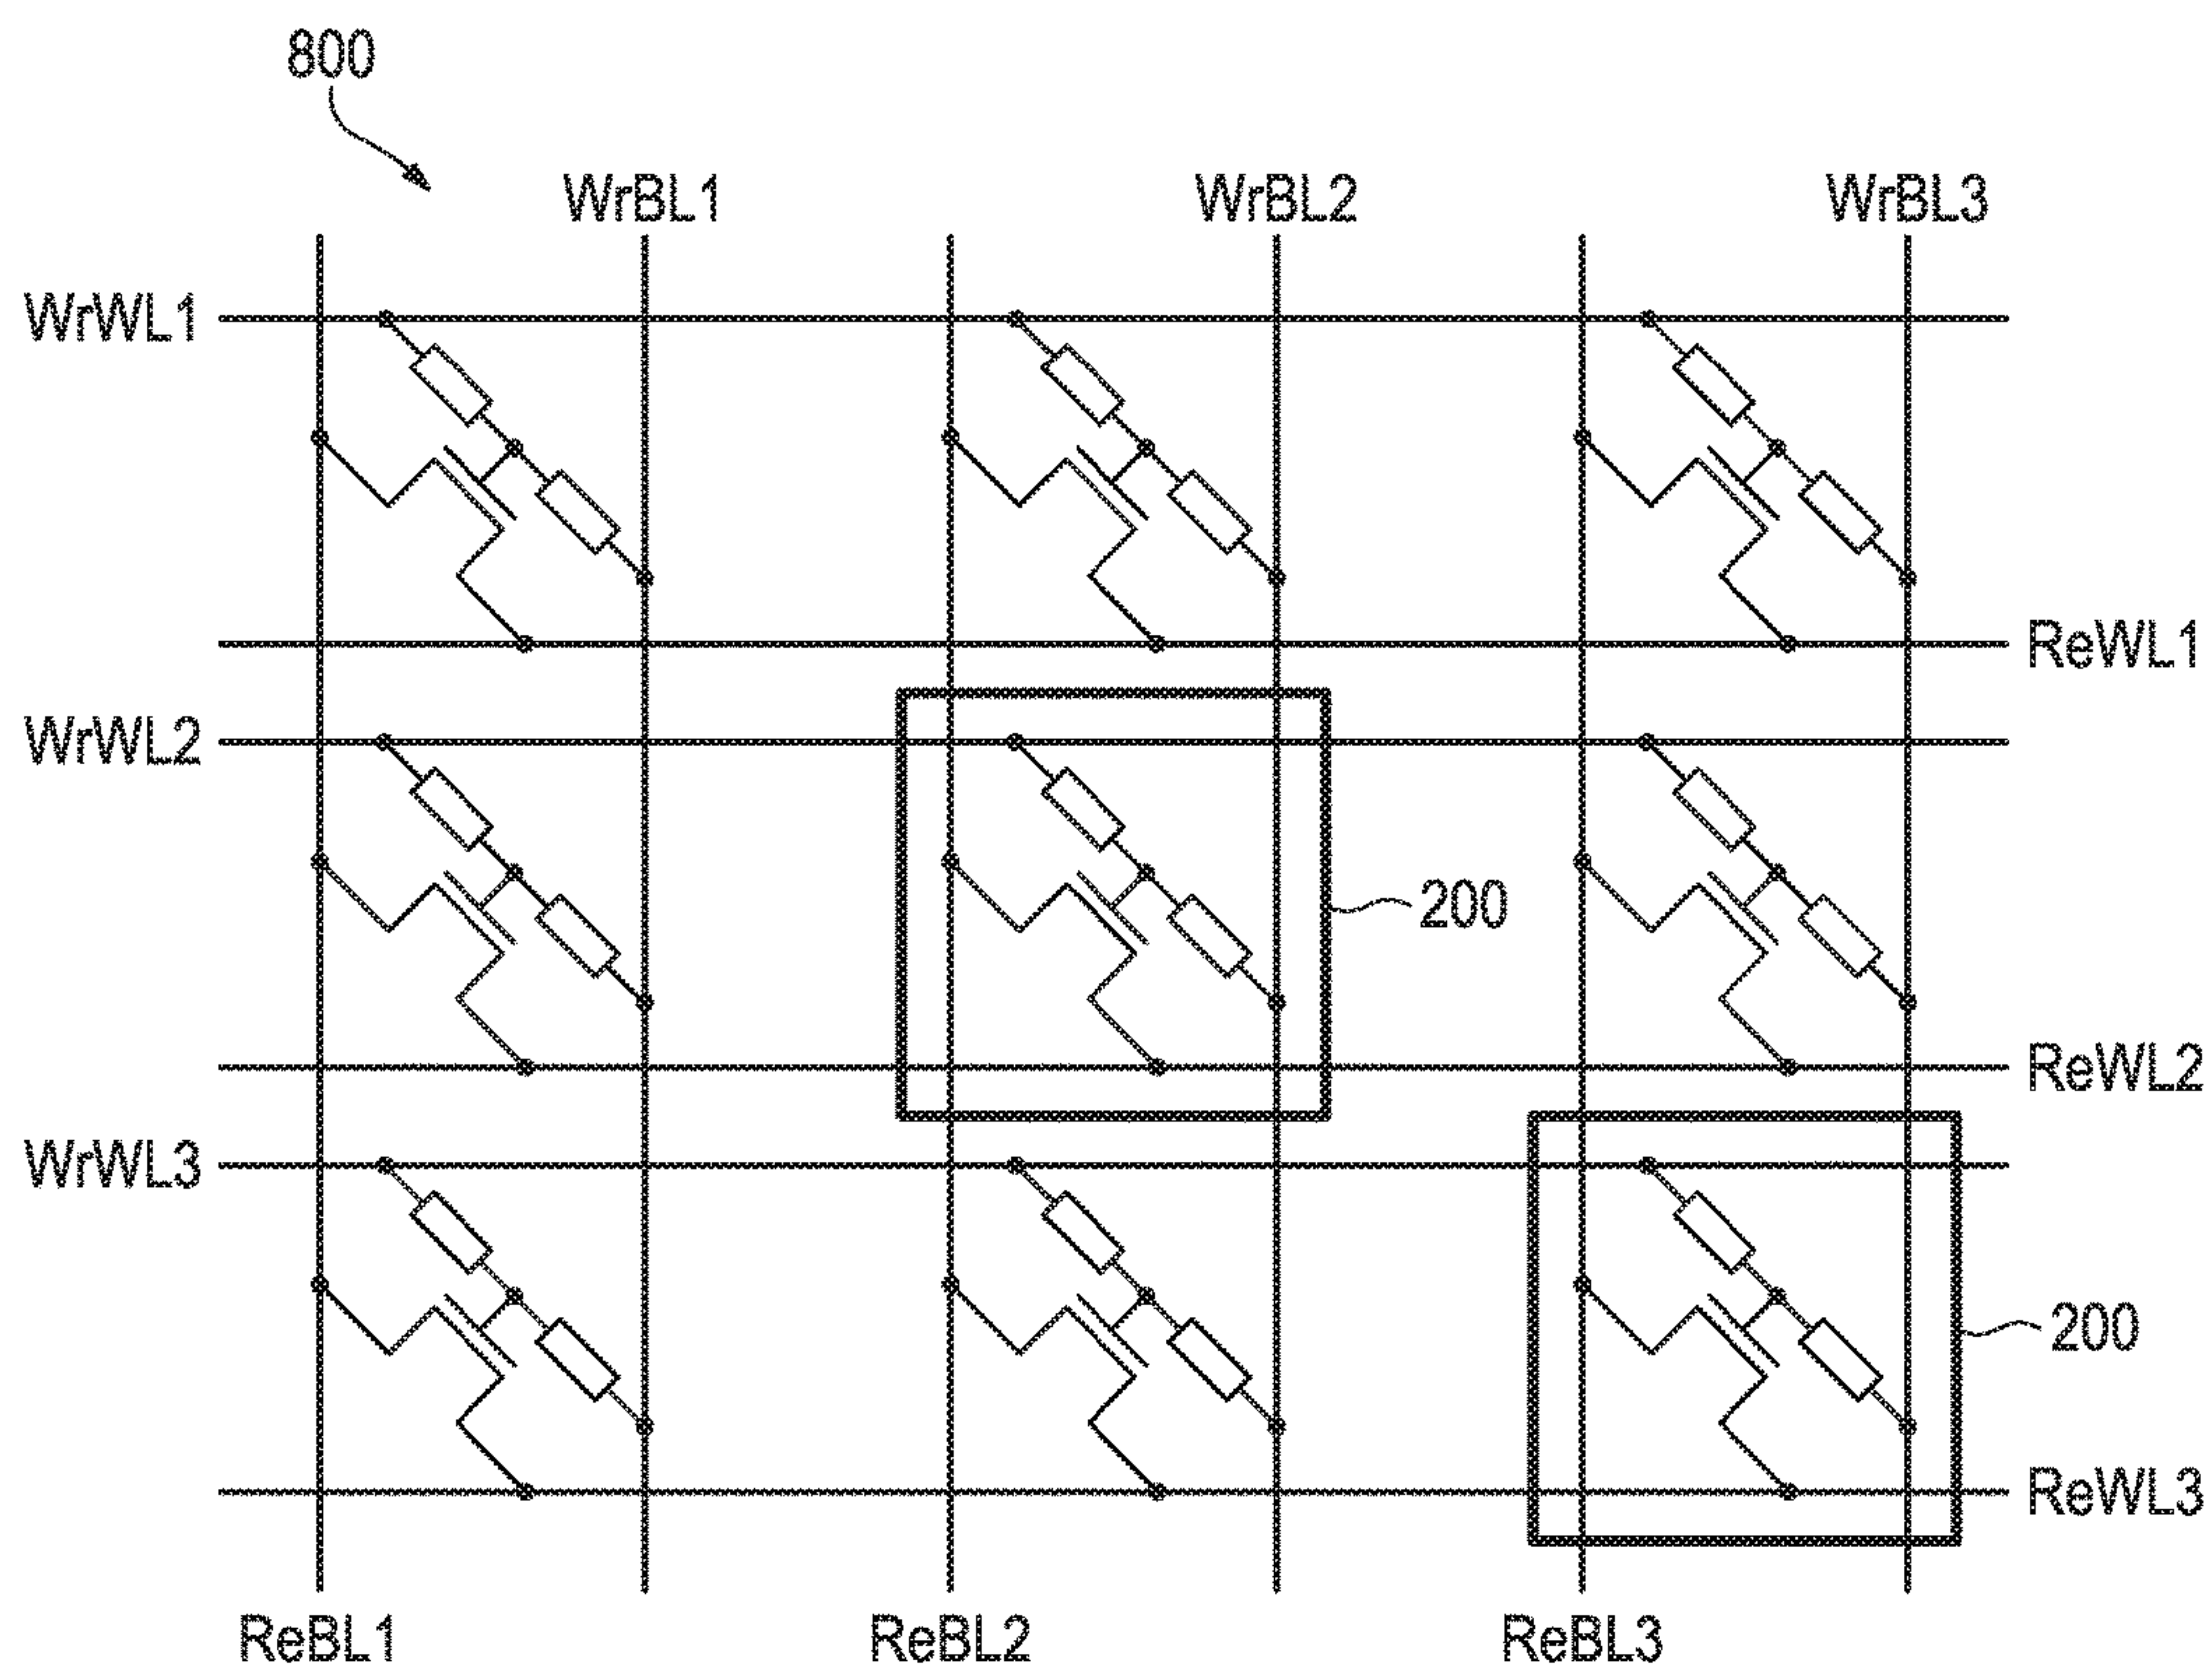 800
WrBL1 WrBL2 WrBL3
WrWL1
ReWL1
WrWL2
200
ReWL2
WrWL3
200
ReWL3
ReBL1 ReBL2 ReBL3